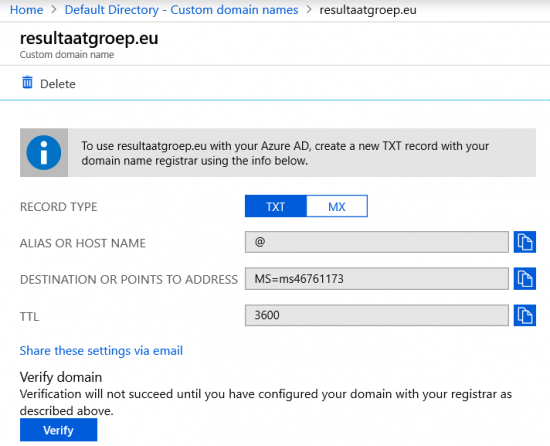 Home > Default Directory - Custom domain names > resultaatgroep.eu
resultaatgroep.eu
Custom domain name
Delete
To use resultaatgroep.eu with your Azure AD, create a new TXT record with your
domain name registrar using the info below.
RECORD TYPE TXT MX
ALIAS OR HOST NAME @
DESTINATION OR POINTS TO ADDRESS MS=ms46761173
TTL 3600
Share these settings via email
Verify domain
Verification will not succeed until you have configured your domain with your registrar as
described above.
Verify